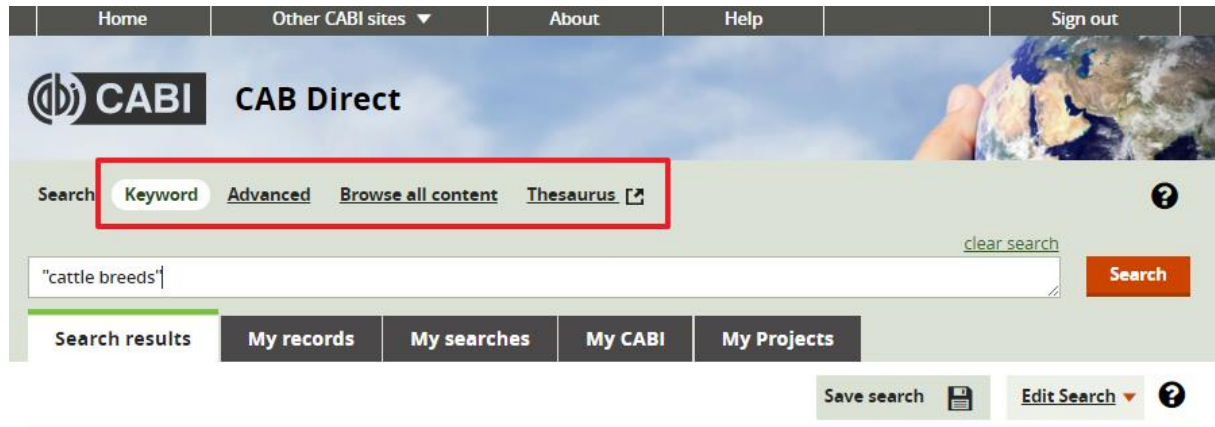 Home Other CABI sites ▼ About Help Sign out
CABI CAB Direct
Search Keyword Advanced Browse all content Thesaurus
clear search
"cattle breeds"
Search
Search results My records My searches My CABI My Projects
Save search Edit Search ▼